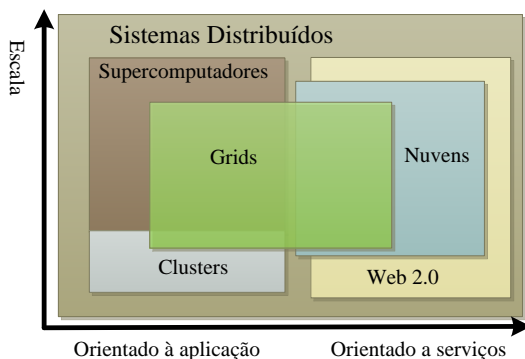 Escala
Sistemas Distribuídos
Supercomputadores
Grids
Nuvens
Clusters
Web 2.0
Orientado à aplicação
Orientado a serviços